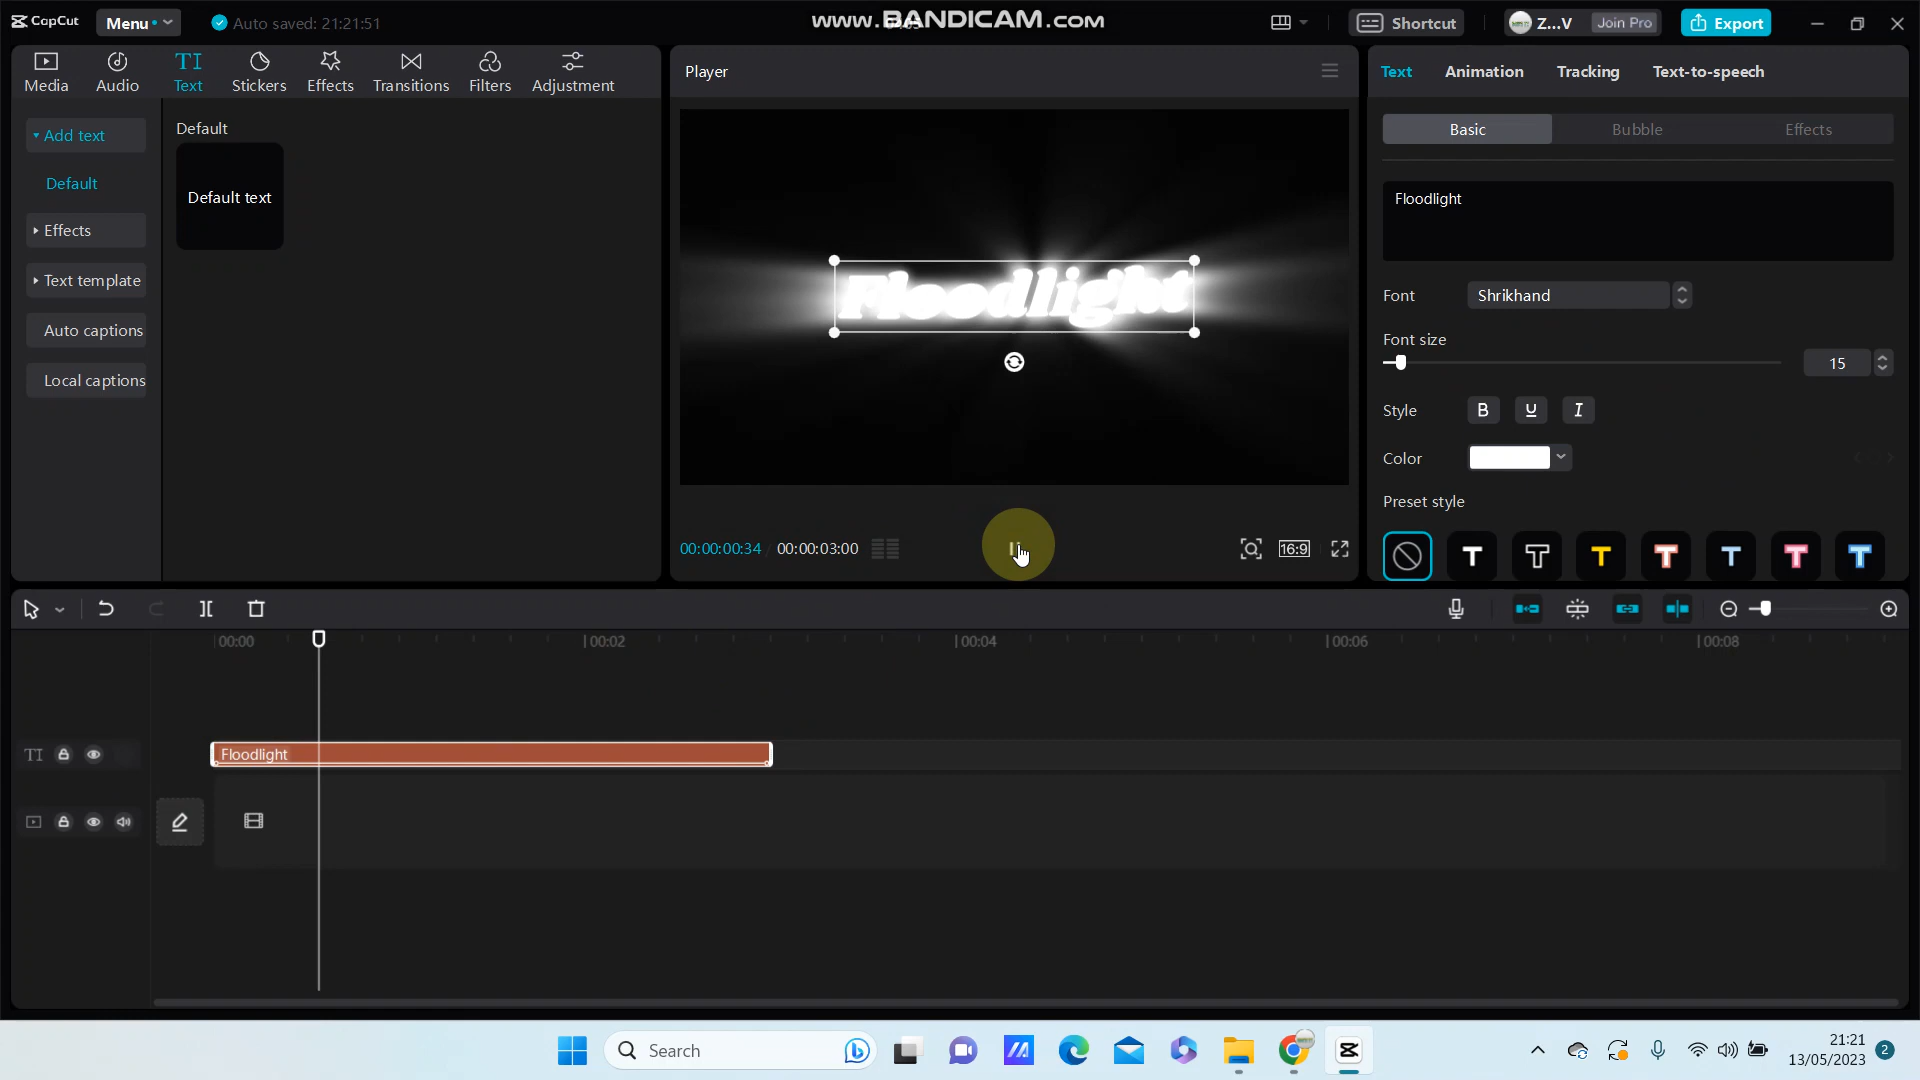 CapCut
Menu
Auto saved: 21:21:51
www.BANDICAM.com
Shortcut
Z...V
Join Pro
Export
Media
Audio
TI
Text
Stickers
Effects
Transitions
Filters
Adjustment
Add text
Default
Effects
Text template
Auto captions
Local captions
Default
Default text
Player
Floodlight
00:00:00:34 / 00:00:03:00
16:9
Text
Animation
Tracking
Text-to-speech
Basic
Bubble
Effects
Floodlight
Font
Shrikhand
Font size
15
Style
B
U
I
Color
Preset style
T
T
T
T
T
T
T
00:00
00:02
00:04
00:06
00:08
TI
Floodlight
Search
21:21
13/05/2023
2